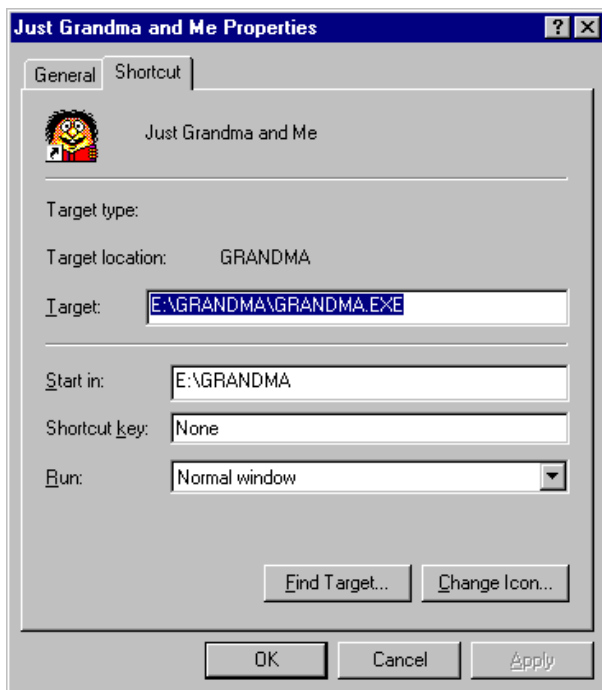 Just Grandma and Me Properties
General Shortcut
Just Grandma and Me
Target type:
Target location: GRANDMA
Target: E:\GRANDMA\GRANDMA.EXE
Start in: E:\GRANDMA
Shortcut key: None
Run: Normal window
Find Target... Change Icon...
OK Cancel Apply